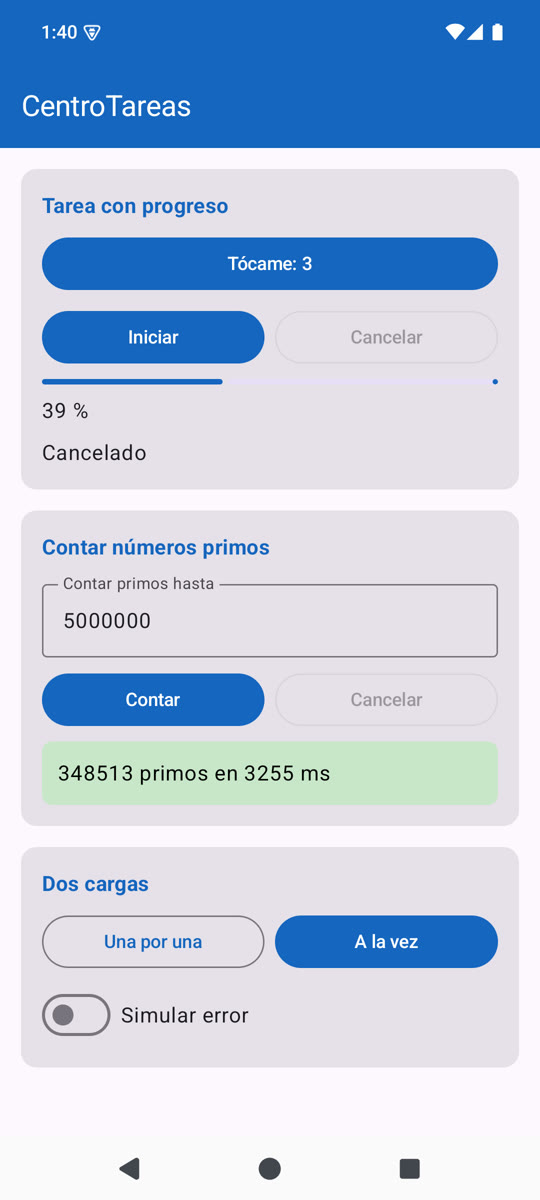 1:40
CentroTareas
Tarea con progreso
Tócame: 3
Iniciar
Cancelar
39 %
Cancelado
Contar números primos
Contar primos hasta
5000000
Contar
Cancelar
348513 primos en 3255 ms
Dos cargas
Una por una
A la vez
Simular error